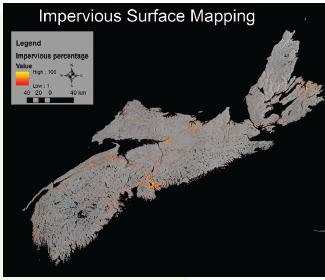 Impervious Surface Mapping
Legend
Impervious percentage
Value
High : 100
Low : 1
40 20 0 40 km